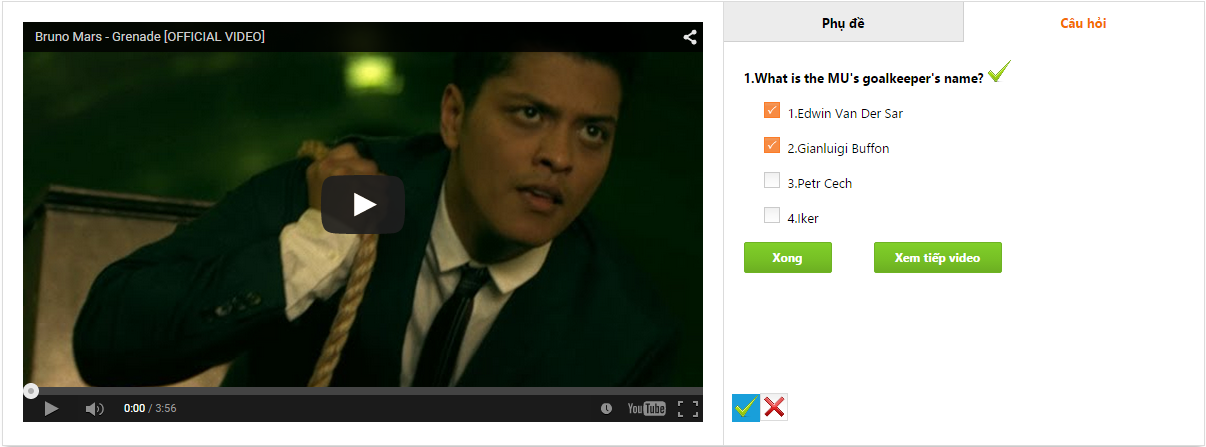 Bruno Mars - Grenade [OFFICIAL VIDEO]
0:00 / 3:56
YouTube
Phụ đề
Câu hỏi
1.What is the MU's goalkeeper's name?
1.Edwin Van Der Sar
2.Gianluigi Buffon
3.Petr Cech
4.Iker
Xong
Xem tiếp video